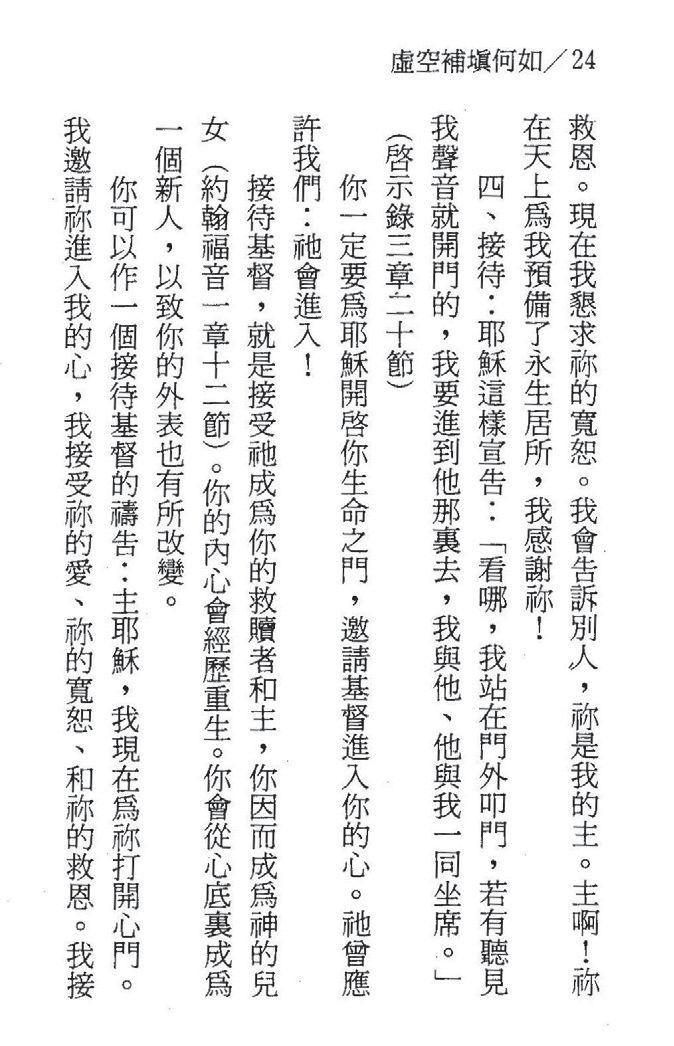 虛空補塡何如／24
救恩。現在我懇求祢的寬恕。我會告訴別人，祢是我的主。主啊！祢
在天上爲我預備了永生居所，我感謝祢！
四、接待：耶穌這樣宣告：「看哪，我站在門外叩門，若有聽見
我聲音就開門的，我要進到他那裏去，我與他、他與我一同坐席。」
（啓示錄三章二十節）
你一定要爲耶穌開啓你生命之門，邀請基督進入你的心。祂曾應
許我們：祂會進入！
接待基督，就是接受祂成爲你的救贖者和主，你因而成爲神的兒
女（約翰福音一章十二節）。你的內心會經歷重生。你會從心底裏成爲
一個新人，以致你的外表也有所改變。
你可以作一個接待基督的禱告：主耶穌，我現在爲祢打開心門。
我邀請祢進入我的心，我接受祢的愛、祢的寬恕、和祢的救恩。我接